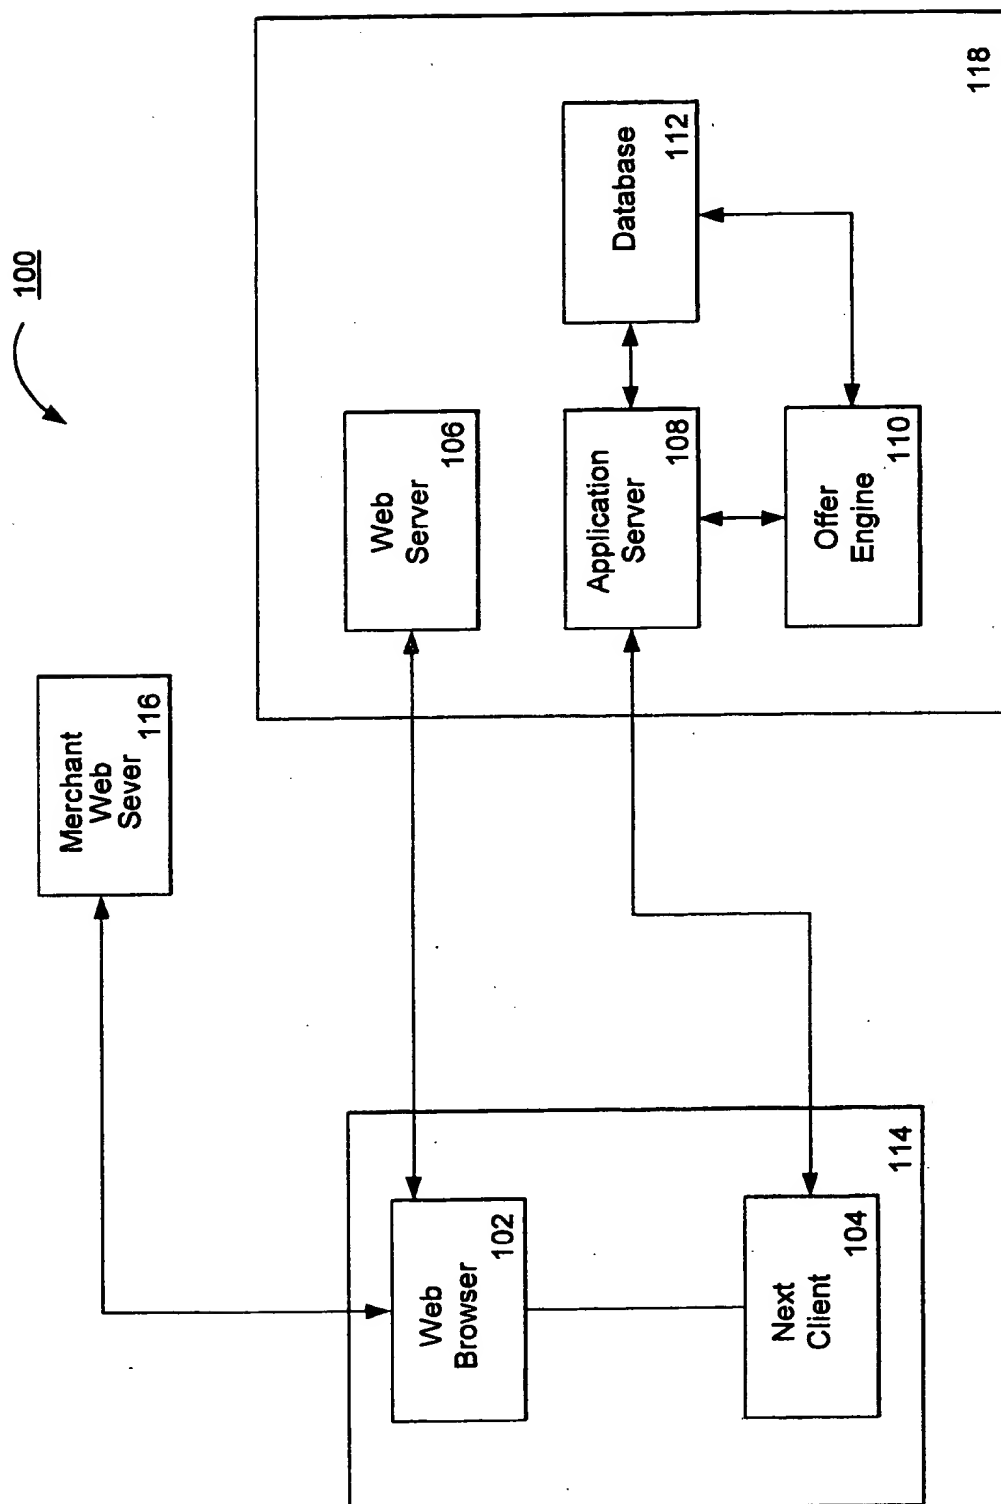 100
Merchant
Web
Sever
116
Web
Server
106
Application
Server
108
Database
112
Offer
Engine
110
118
Web
Browser
102
Next
Client
104
114